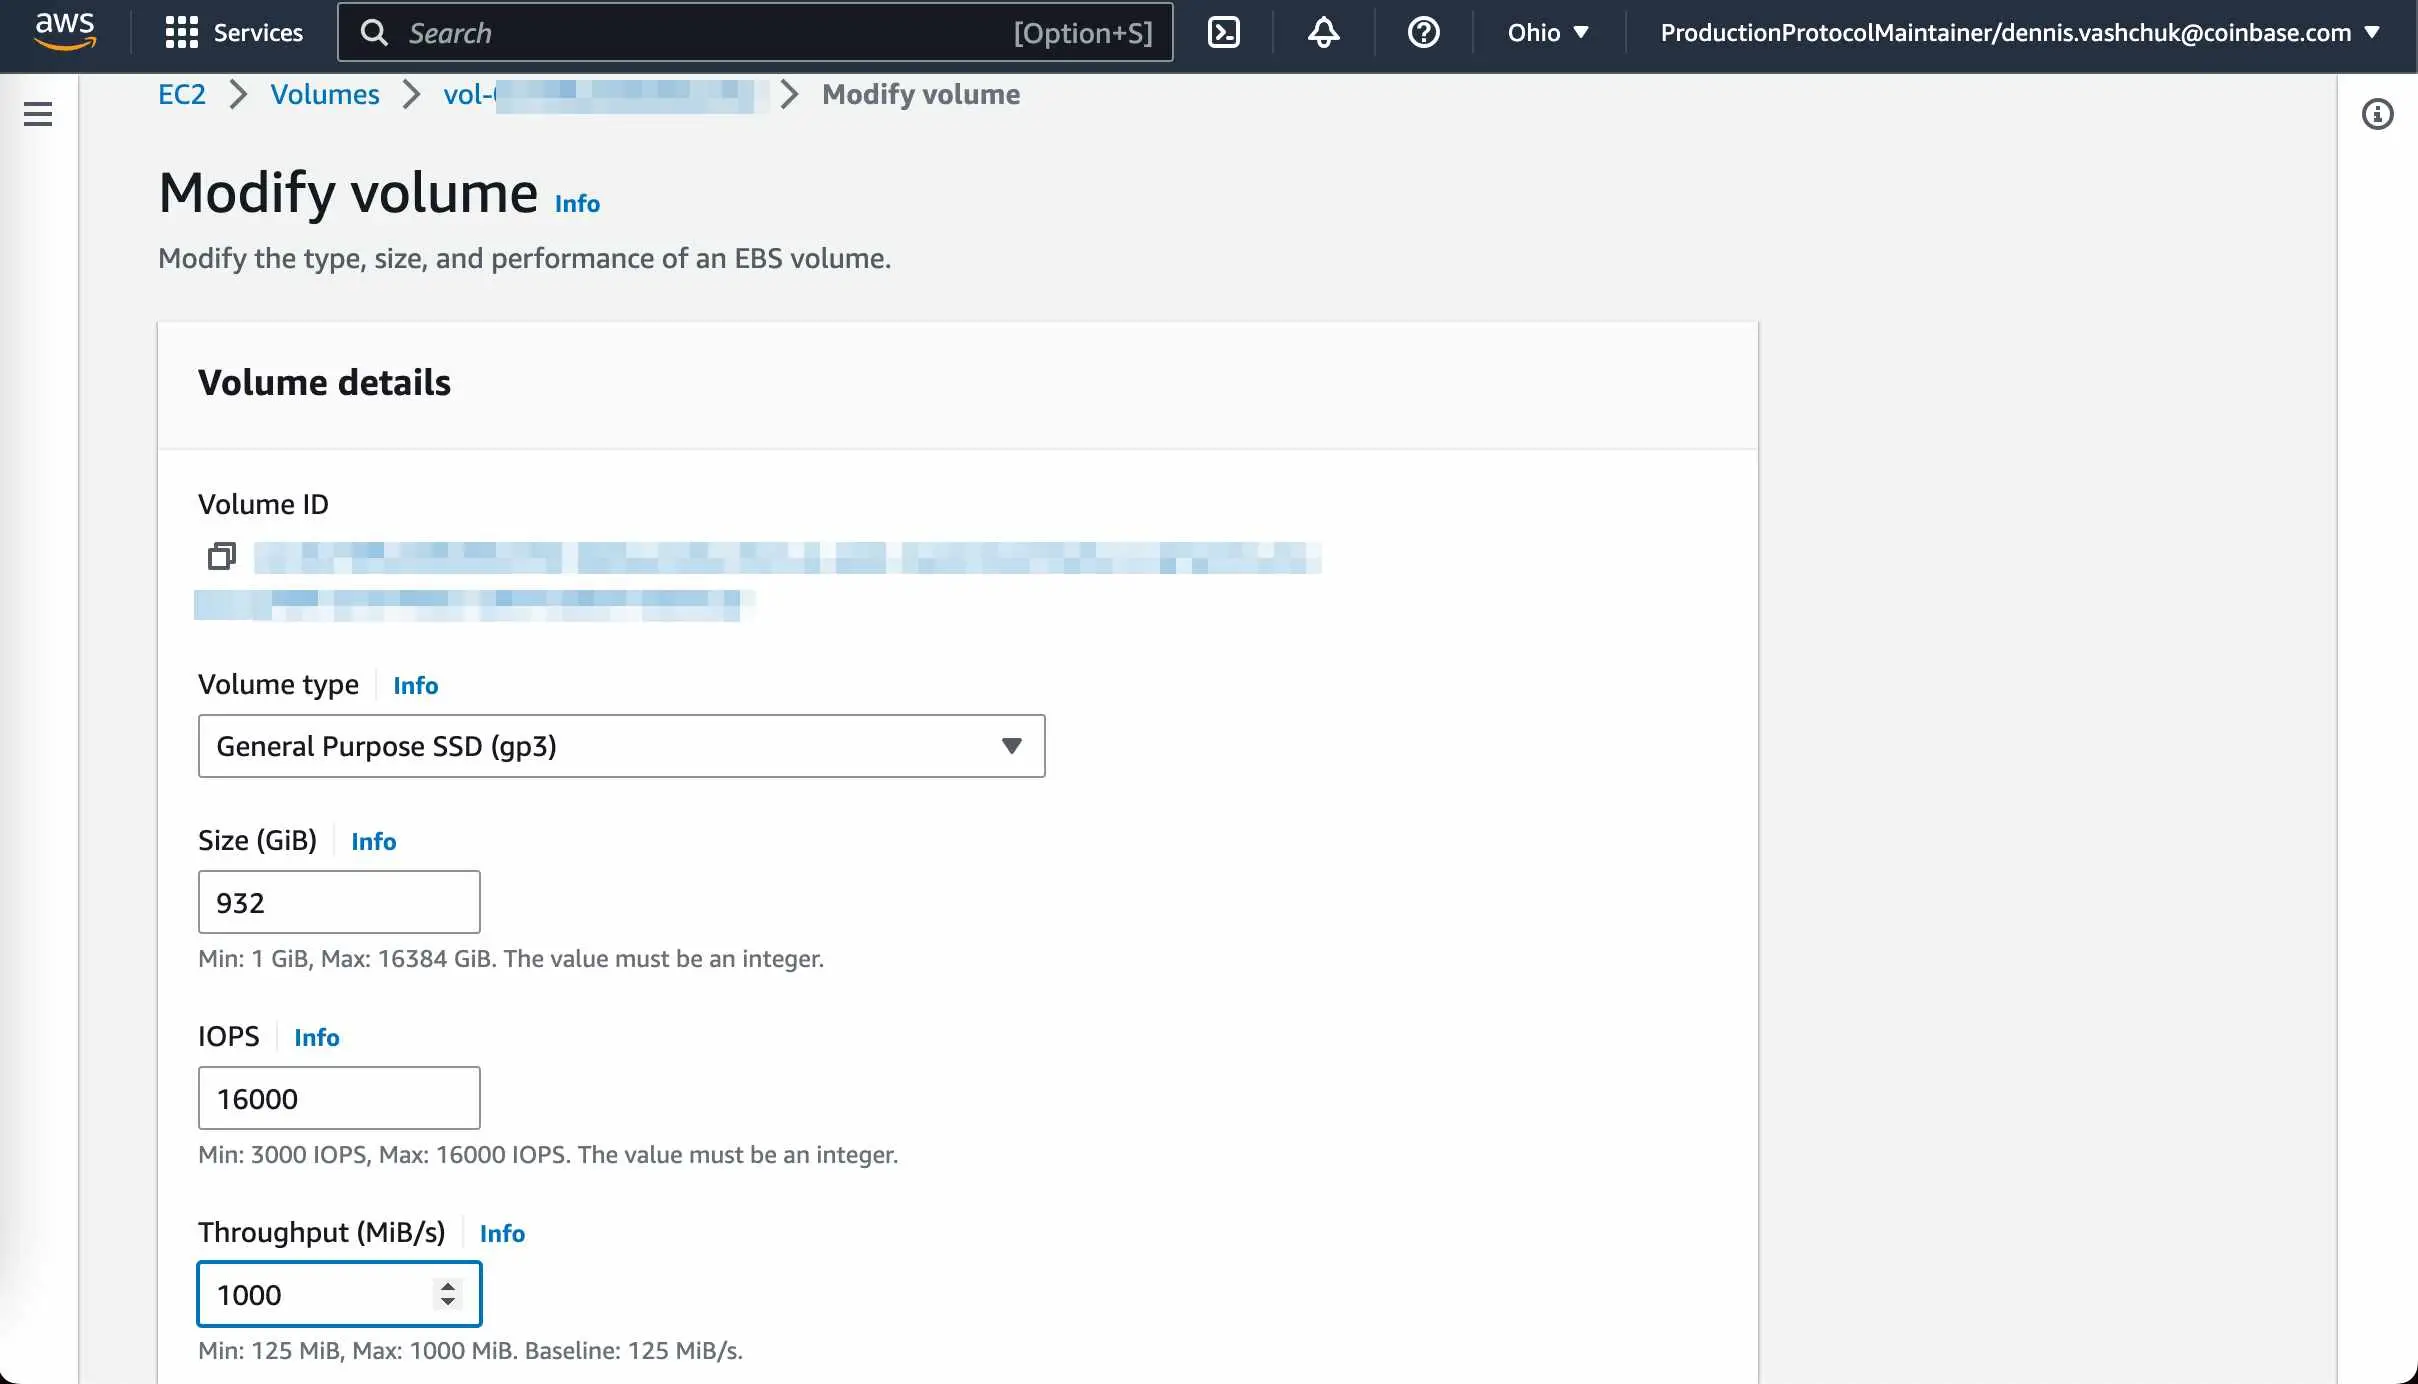 aws
Services
Search
[Option+S]
Ohio
ProductionProtocolMaintainer/dennis.vashchuk@coinbase.com
EC2
Volumes
vol-
Modify volume
Modify volume Info
Modify the type, size, and performance of an EBS volume.
Volume details
Volume ID
Volume type Info
General Purpose SSD (gp3)
Size (GiB) Info
932
Min: 1 GiB, Max: 16384 GiB. The value must be an integer.
IOPS Info
16000
Min: 3000 IOPS, Max: 16000 IOPS. The value must be an integer.
Throughput (MiB/s) Info
1000
Min: 125 MiB, Max: 1000 MiB. Baseline: 125 MiB/s.